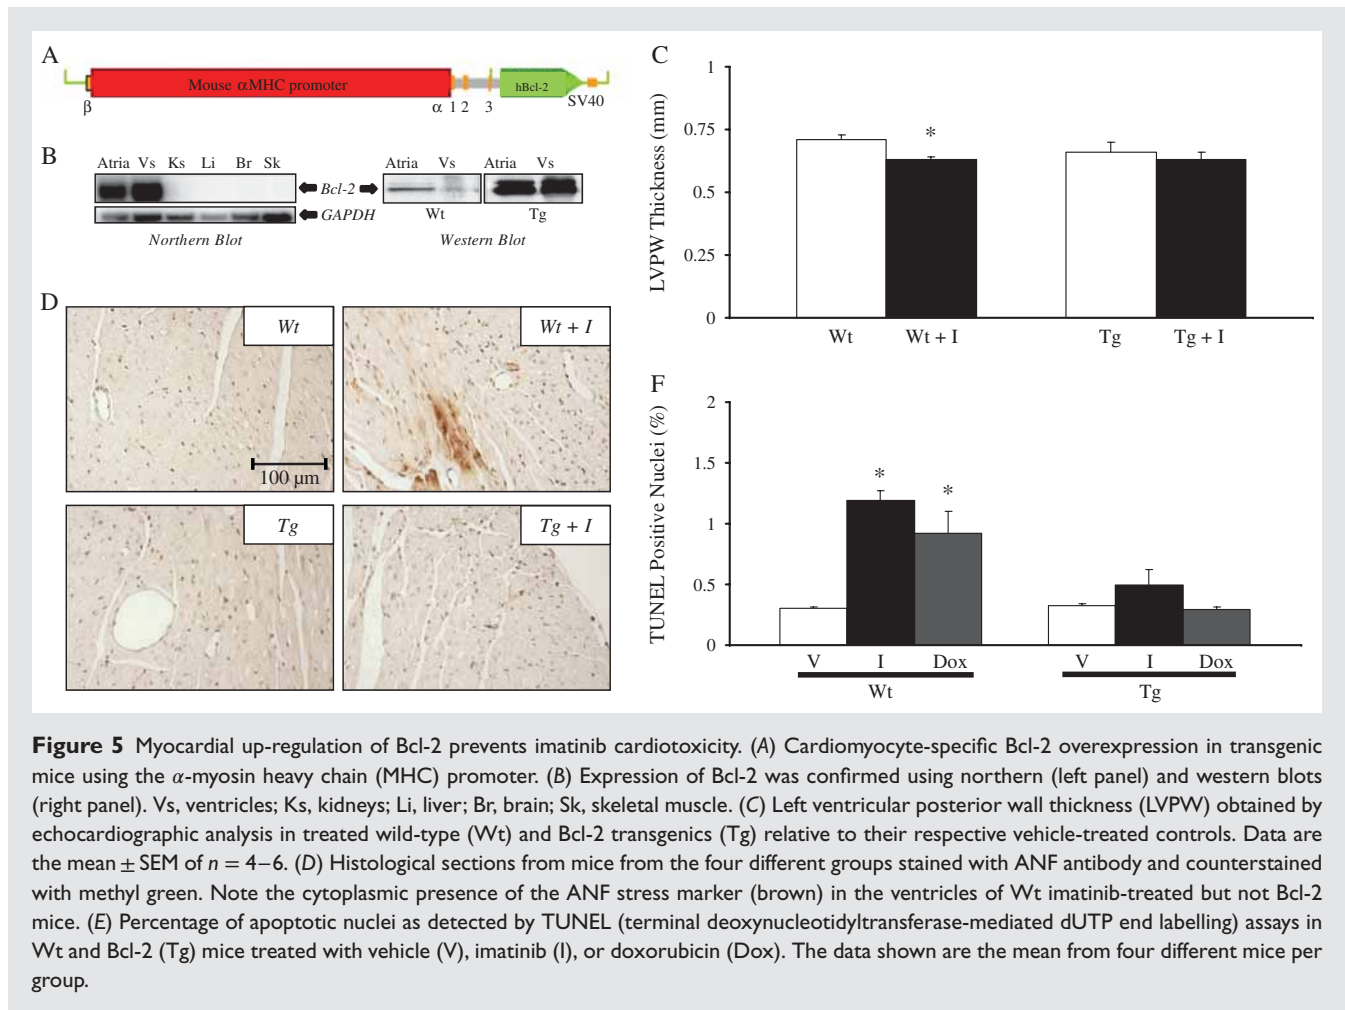 A
Mouse αMHC promoter
hBcl-2
β
α 1 2 3
SV40
B
Atria Vs Ks Li Br Sk
Atria Vs
Atria Vs
Bcl-2
GAPDH
Wt
Tg
Northern Blot
Western Blot
C
LVPW Thickness (mm)
1
0.75
0.5
0.25
0
*
Wt
Wt + I
Tg
Tg + I
D
Wt
Wt + I
100 µm
Tg
Tg + I
F
TUNEL Positive Nuclei (%)
2
1.5
1
0.5
0
*
*
V I Dox
V I Dox
Wt
Tg
Figure 5 Myocardial up-regulation of Bcl-2 prevents imatinib cardiotoxicity. (A) Cardiomyocyte-specific Bcl-2 overexpression in transgenic
mice using the α-myosin heavy chain (MHC) promoter. (B) Expression of Bcl-2 was confirmed using northern (left panel) and western blots
(right panel). Vs, ventricles; Ks, kidneys; Li, liver; Br, brain; Sk, skeletal muscle. (C) Left ventricular posterior wall thickness (LVPW) obtained by
echocardiographic analysis in treated wild-type (Wt) and Bcl-2 transgenics (Tg) relative to their respective vehicle-treated controls. Data are
the mean ± SEM of n = 4–6. (D) Histological sections from mice from the four different groups stained with ANF antibody and counterstained
with methyl green. Note the cytoplasmic presence of the ANF stress marker (brown) in the ventricles of Wt imatinib-treated but not Bcl-2
mice. (E) Percentage of apoptotic nuclei as detected by TUNEL (terminal deoxynucleotidyltransferase-mediated dUTP end labelling) assays in
Wt and Bcl-2 (Tg) mice treated with vehicle (V), imatinib (I), or doxorubicin (Dox). The data shown are the mean from four different mice per
group.